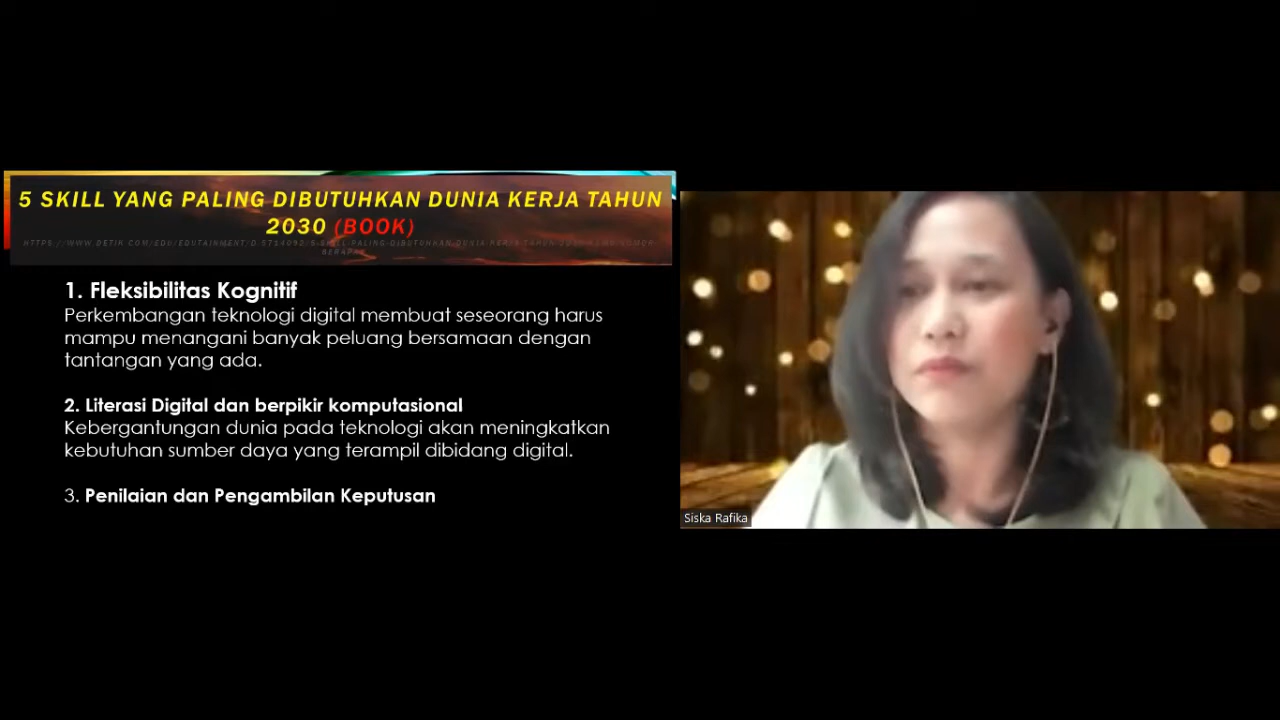 5 SKILL YANG PALING DIBUTUHKAN DUNIA KERJA TAHUN
2030 (BOOK)
1. Fleksibilitas Kognitif
Perkembangan teknologi digital membuat seseorang harus
mampu menangani banyak peluang bersamaan dengan
tantangan yang ada.
2. Literasi Digital dan berpikir komputasional
Kebergantungan dunia pada teknologi akan meningkatkan
kebutuhan sumber daya yang terampil dibidang digital.
3. Penilaian dan Pengambilan Keputusan
Siska Rafika